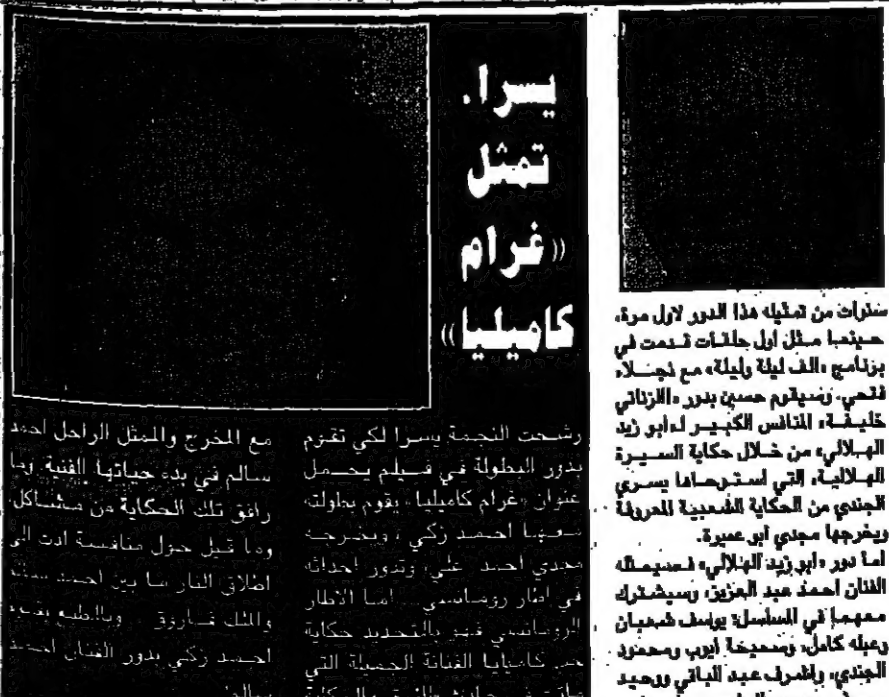 سنوات من تمثيله هذا الدور لاول مرة،
حينما مثل اول حلقات قدمت في
برنامج «الف ليلة وليلة» مع نجلاء
فتحي. وسيقوم حسين بدور «الزناتي
خليفة» المنافس الكبير لـ«ابو زيد
الهلالي» من خلال حكاية السيرة
الهلالية، التي استوحاها يسري
الجندي من الحكاية الشعبية المعروفة
ويخرجها مجدي ابو عميرة.
اما دور «ابو زيد الهلالي» فسيمثله
الفنان احمد عبد العزيز، وسيشترك
معهما في المسلسل: يوسف شعبان
وعبله كامل، وسميحة ايوب ومحمود
الجندي، واشرف عبد الباقي ووحيد
يسرا.
تمثل
«غرام
كاميليا»
رشحت النجمة يسرا لكي تقوم
بدور البطولة في فيلم يحمل
عنوان «غرام كاميليا» يقوم بطولته
معها احمد زكي، ويخرجه
مجدي احمد علي، وتدور احداثه
في اطار رومانسي... اما الاطار
الرومانسي فهو بالتحديد حكاية
كاميليا الفنانة الجميلة التي
مع المخرج والممثل الراحل احمد
سالم في بدء حياتها الفنية. وما
رافق تلك الحكاية من مشاكل،
وما قيل حول منافسة ادت الى
اطلاق النار ما بين احمد سالم
والملك فاروق. وبالطبع يقوم
احمد زكي بدور الفنان احمد
سالم.